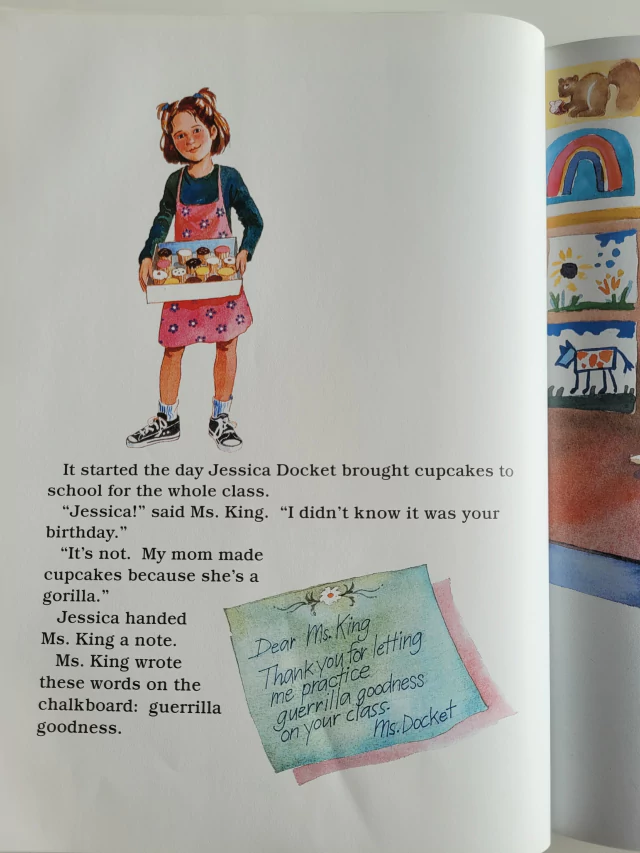 It started the day Jessica Docket brought cupcakes to
school for the whole class.
“Jessica!” said Ms. King.  “I didn’t know it was your
birthday.”
“It’s not.  My mom made
cupcakes because she’s a
gorilla.”
Jessica handed
Ms. King a note.
Ms. King wrote
these words on the
chalkboard:  guerrilla
goodness.
Dear Ms. King
Thank you for letting
me practice
guerrilla goodness
on your class.
Ms. Docket